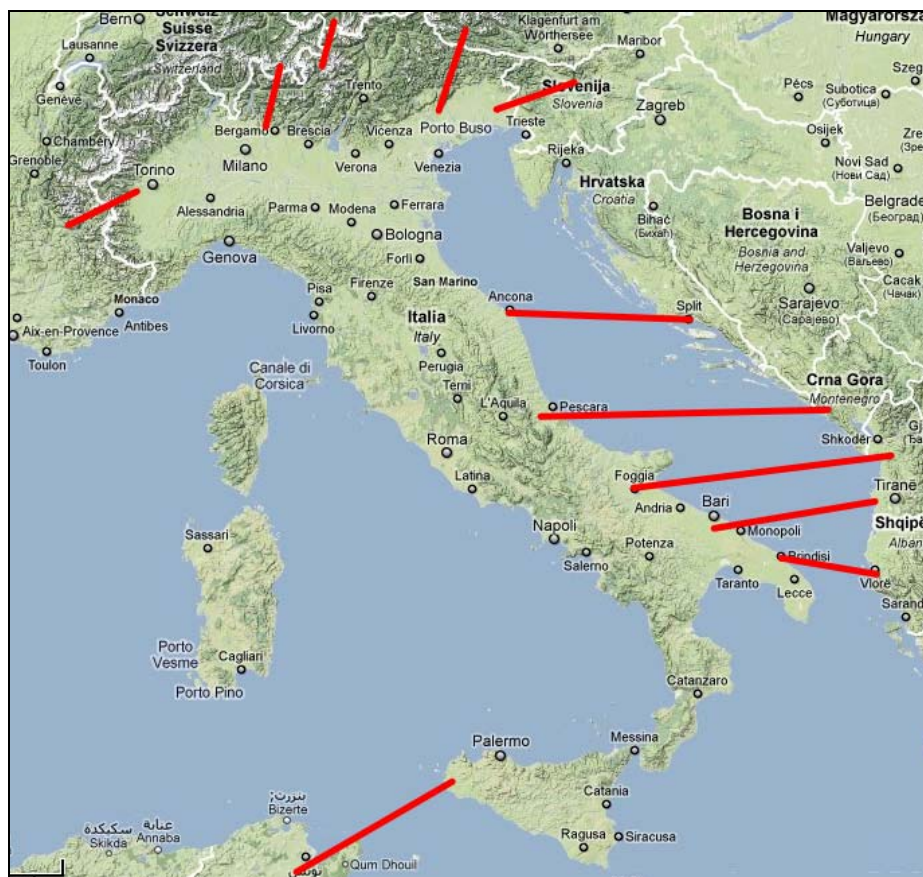 Schweiz
Suisse
Svizzera
Switzerland
Bern
Lausanne
Genève
Klagenfurt am
Wörthersee
Maribor
Magyarorsza
Hungary
Pécs
Subotica
(Суботица)
Szeg
Slovenija
Slovenia
Zagreb
Trento
Chambéry
Grenoble
Bergamo
Brescia
Vicenza
Porto Buso
Trieste
Osijek
Zre
(Зре
Milano
Verona
Venezia
Rijeka
Novi Sad
(Нови Сад)
Torino
Hrvatska
Croatia
Belgrade
(Београд)
Alessandria
Parma
Modena
Ferrara
Bihać
(Бихаћ)
Bosna i
Hercegovina
Bosnia and
Herzegovina
Bologna
Genova
Forlì
Valjevo
(Ваљево)
Monaco
Pisa
Firenze
San Marino
Sarajevo
(Сарајево)
Cacak
(Чачак)
Aix-en-Provence
Antibes
Livorno
Ancona
Split
Toulon
Italia
Italy
Canale di
Corsica
Perugia
Terni
L'Aquila
Pescara
Crna Gora
Montenegro
Roma
Shkodër
Latina
Foggia
Tiranë
Andria
Bari
Sassari
Napoli
Monopoli
Shqipë
Alban
Salerno
Potenza
Brindisi
Taranto
Lecce
Vlorë
Sarand
Porto
Vesme
Cagliari
Porto Pino
Catanzaro
Palermo
Messina
Catania
بنزرت;
Bizerte
سكيكدة
Skikda
عنابة
Annaba
Ragusa
Siracusa
Oum Dhouil
تونس